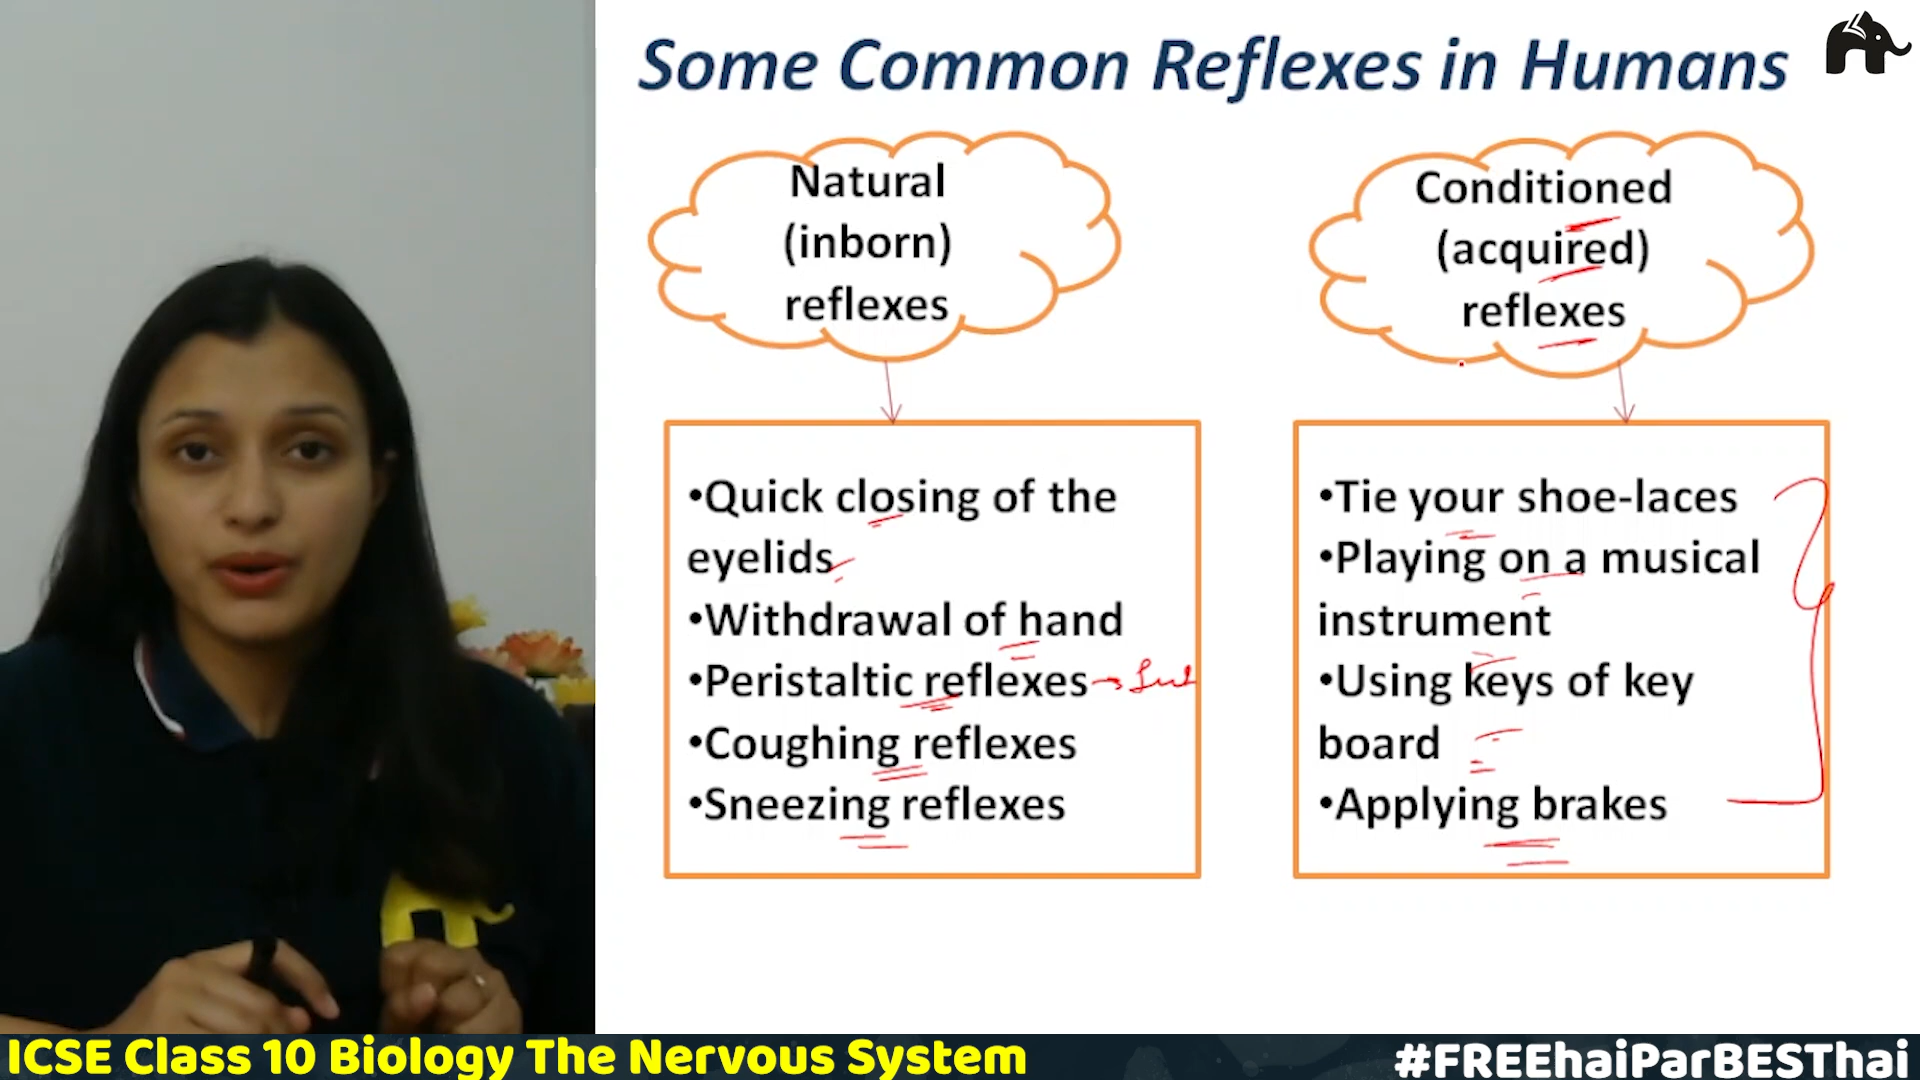 Some Common Reflexes in Humans
Natural
(inborn)
reflexes
•Quick closing of the
eyelids
•Withdrawal of hand
•Peristaltic reflexes
•Coughing reflexes
•Sneezing reflexes
Conditioned
(acquired)
reflexes
•Tie your shoe-laces
•Playing on a musical
instrument
•Using keys of key
board
•Applying brakes
ICSE Class 10 Biology The Nervous System
#FREEhaiParBESThai